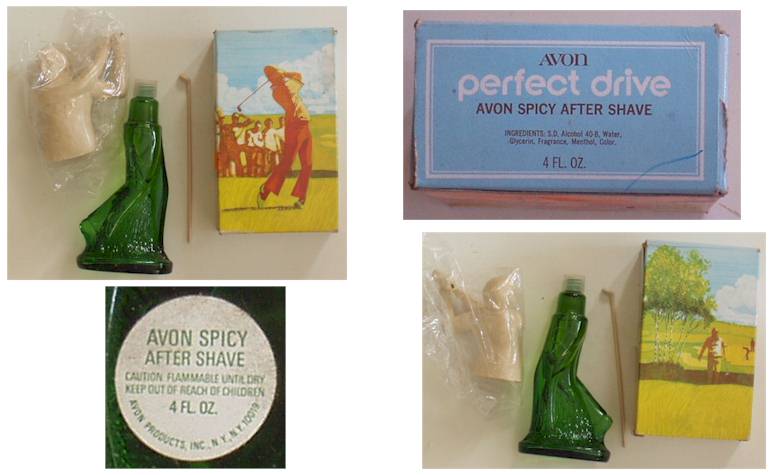 AVON
perfect drive
AVON SPICY AFTER SHAVE
INGREDIENTS: S.D. Alcohol 40-B, Water,
Glycerin, Fragrance, Menthol, Color.
4 FL. OZ.
AVON SPICY
AFTER SHAVE
CAUTION FLAMMABLE UNTIL DRY
KEEP OUT OF REACH OF CHILDREN
4 FL. OZ.
AVON PRODUCTS, INC., N.Y., N.Y. 10019